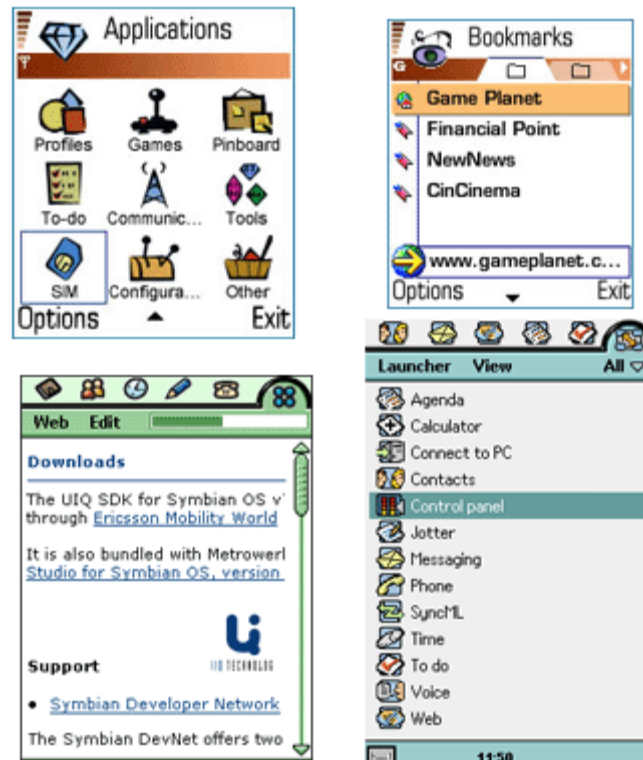 Applications
Profiles Games Pinboard
To-do Communic... Tools
SIM Configura... Other
Options Exit
Bookmarks
G
Game Planet
Financial Point
NewNews
CinCinema
www.gameplanet.c...
Options Exit
Web Edit
Downloads
The UIQ SDK for Symbian OS v
through Ericsson Mobility World
It is also bundled with Metrowerl
Studio for Symbian OS, version
Ui
UIQ TECHNOLOG
Support
• Symbian Developer Network
The Symbian DevNet offers two
Launcher View All
Agenda
Calculator
Connect to PC
Contacts
Control panel
Jotter
Messaging
Phone
SyncML
Time
To do
Voice
Web
11:50